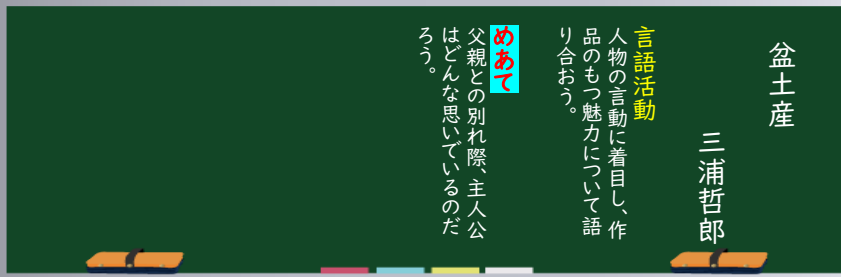 盆土産
三浦哲郎
言語活動
人物の言動に着目し、作
品のもつ魅力について語
り合おう。
めあて
父親との別れ際、主人公
はどんな思いているのだ
ろう。